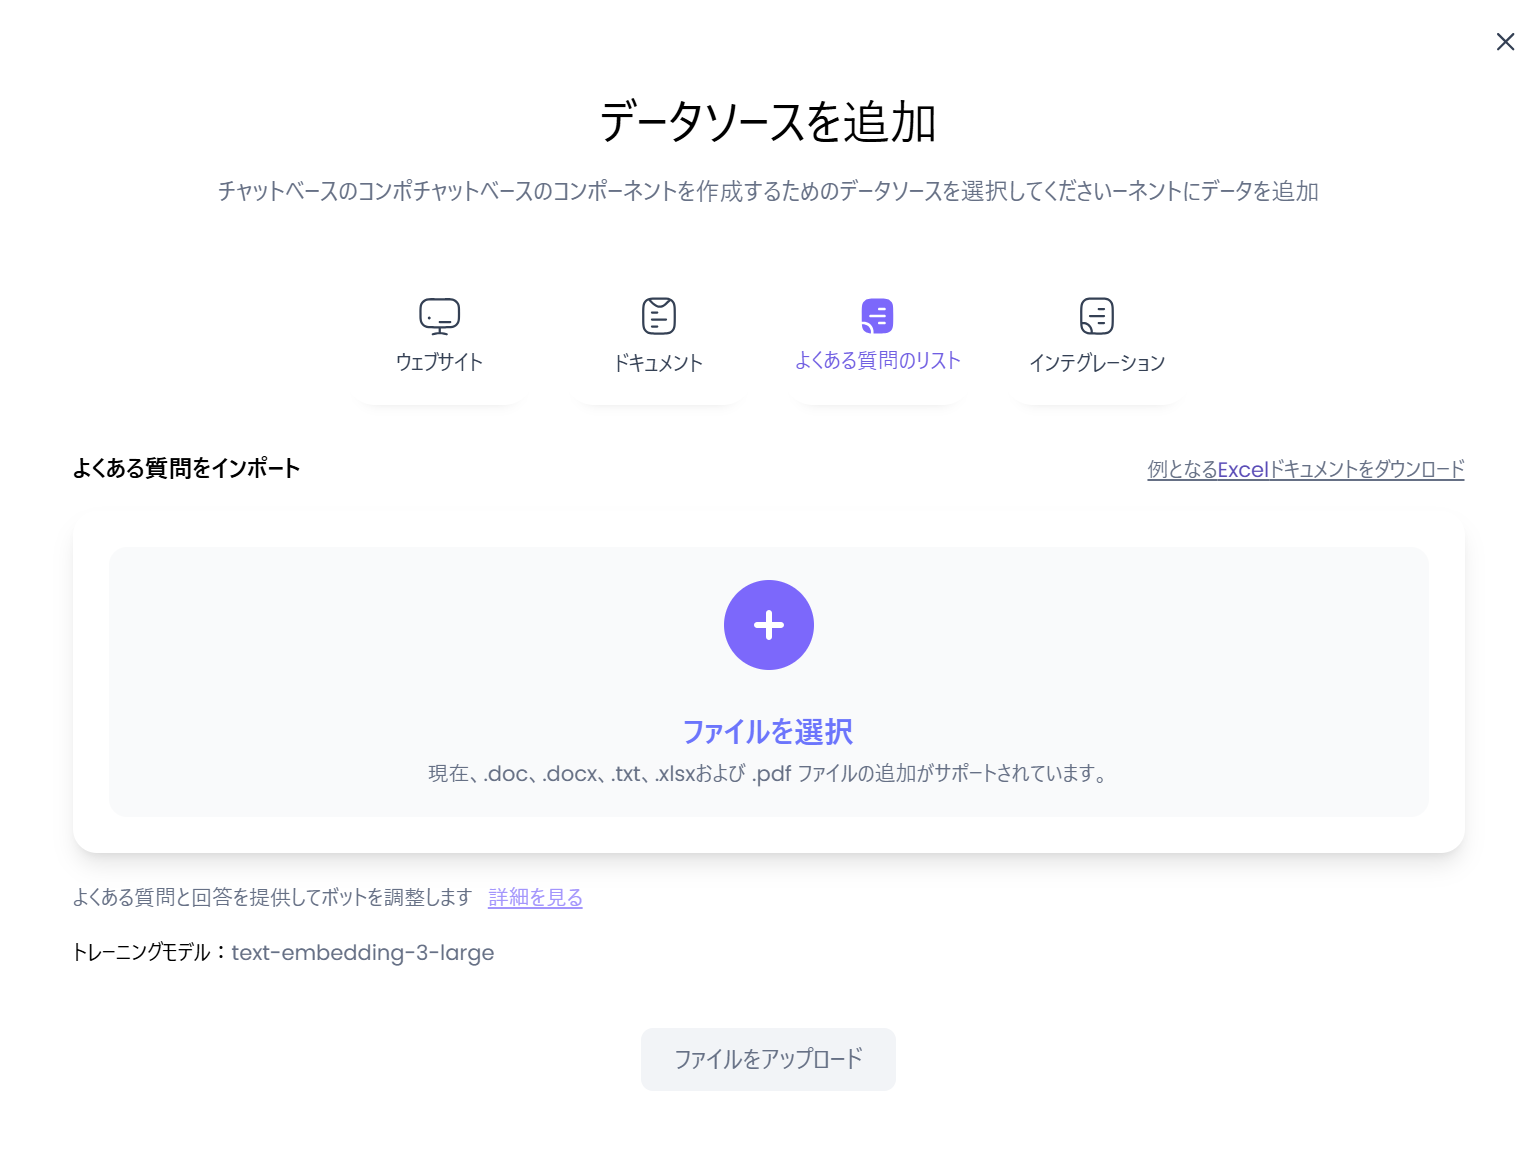 データソースを追加
チャットベースのコンポチャットベースのコンポーネントを作成するためのデータソースを選択してくださいーネントにデータを追加
ウェブサイト
ドキュメント
よくある質問のリスト
インテグレーション
よくある質問をインポート
例となるExcelドキュメントをダウンロード
ファイルを選択
現在、.doc、.docx、.txt、.xlsxおよび .pdf ファイルの追加がサポートされています。
よくある質問と回答を提供してボットを調整します 詳細を見る
トレーニングモデル：text-embedding-3-large
ファイルをアップロード